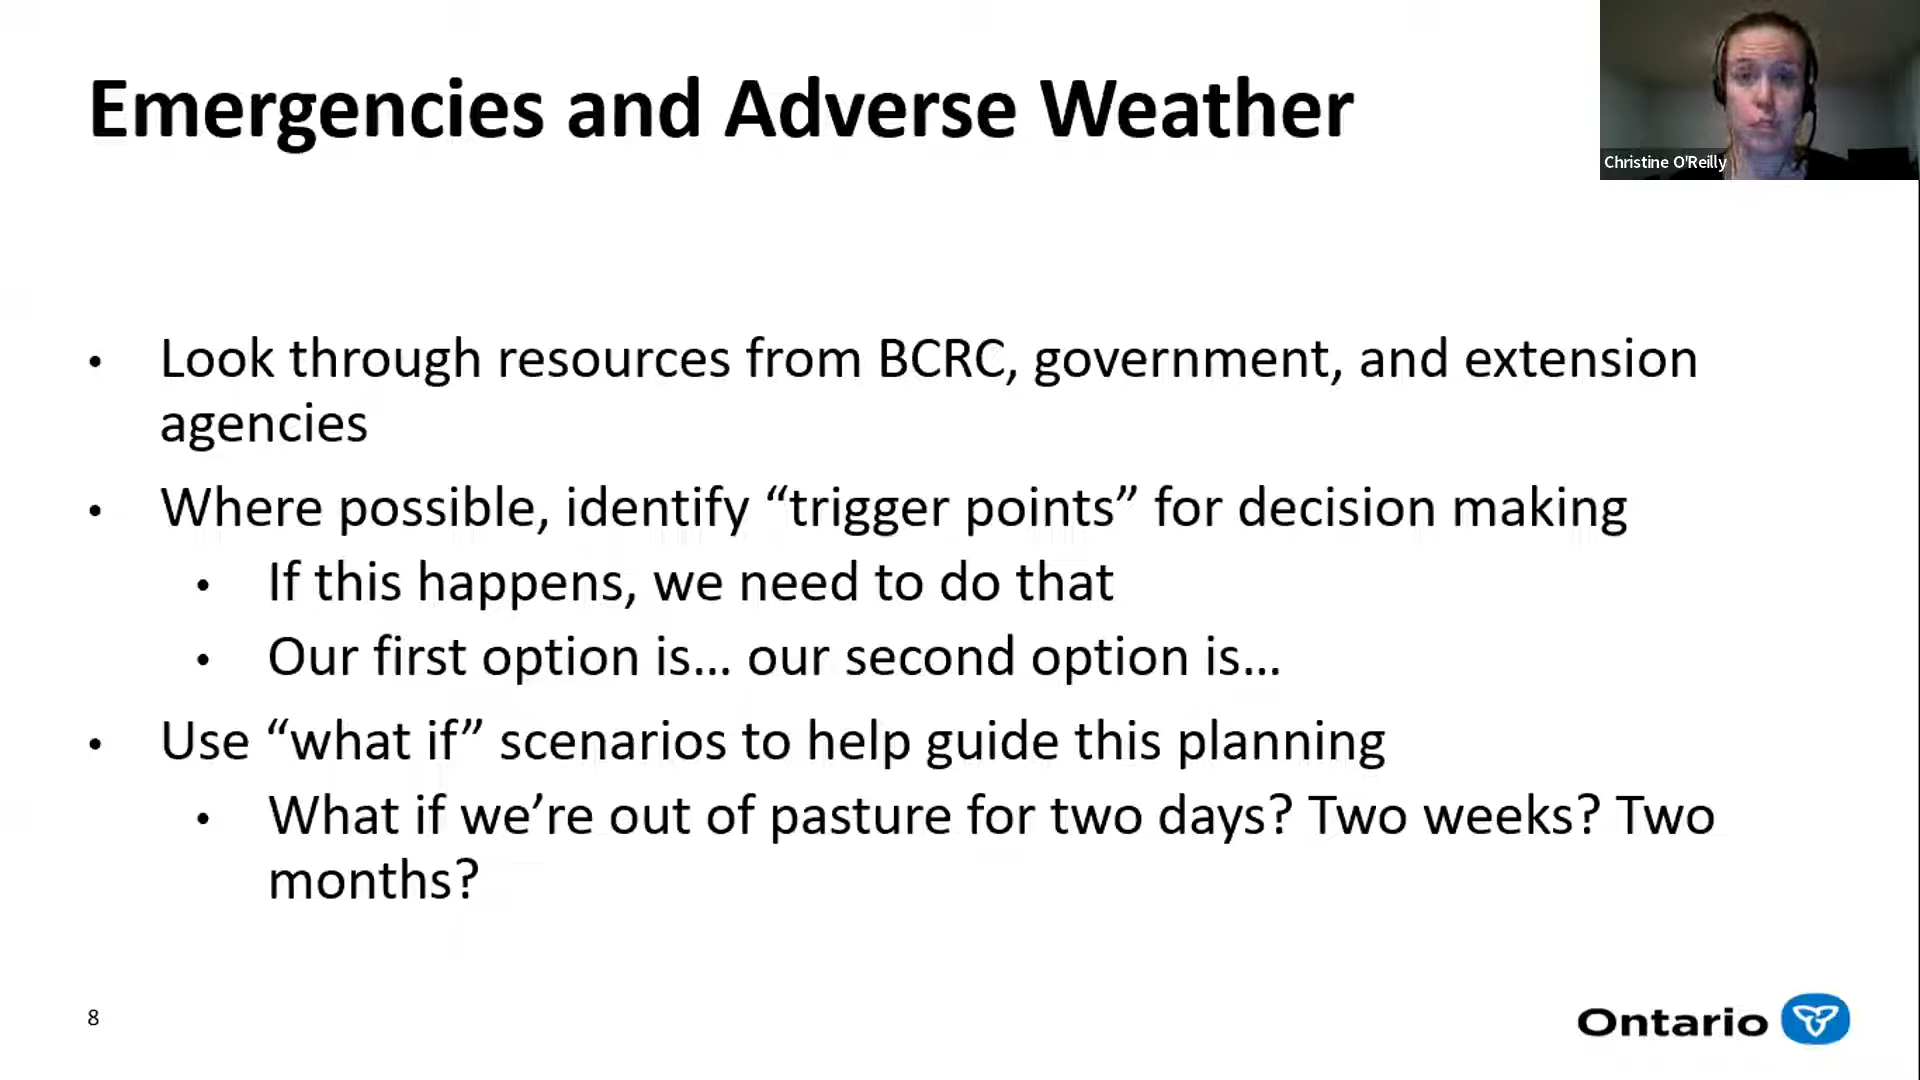 Emergencies and Adverse Weather
Christine O'Reilly
• Look through resources from BCRC, government, and extension
agencies
• Where possible, identify “trigger points” for decision making
• If this happens, we need to do that
• Our first option is… our second option is…
• Use “what if” scenarios to help guide this planning
• What if we’re out of pasture for two days? Two weeks? Two
months?
8
Ontario